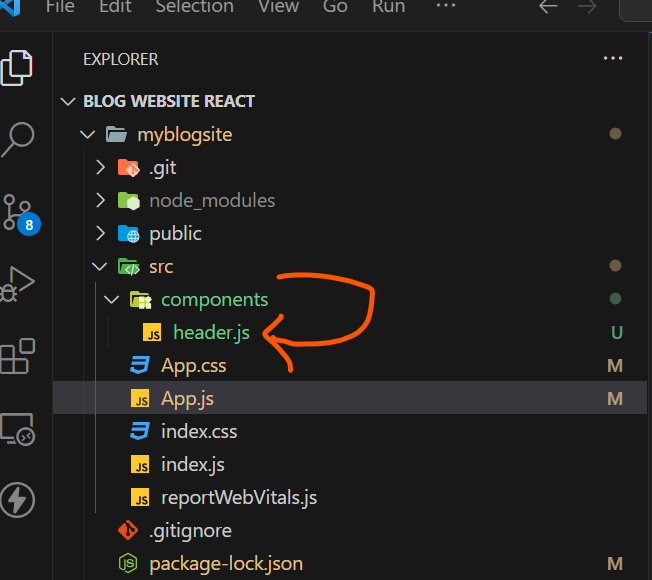 File Edit Selection View Go Run ...
EXPLORER ...
BLOG WEBSITE REACT
myblogsite
.git
node_modules
public
8
src
components
JS header.js U
App.css M
JS App.js M
index.css
JS index.js
JS reportWebVitals.js
.gitignore
JS package-lock.json M